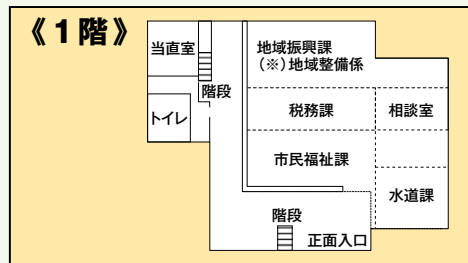 《1階》
当直室
地域振興課
(※)地域整備係
階段
トイレ
税務課
相談室
市民福祉課
水道課
階段
正面入口